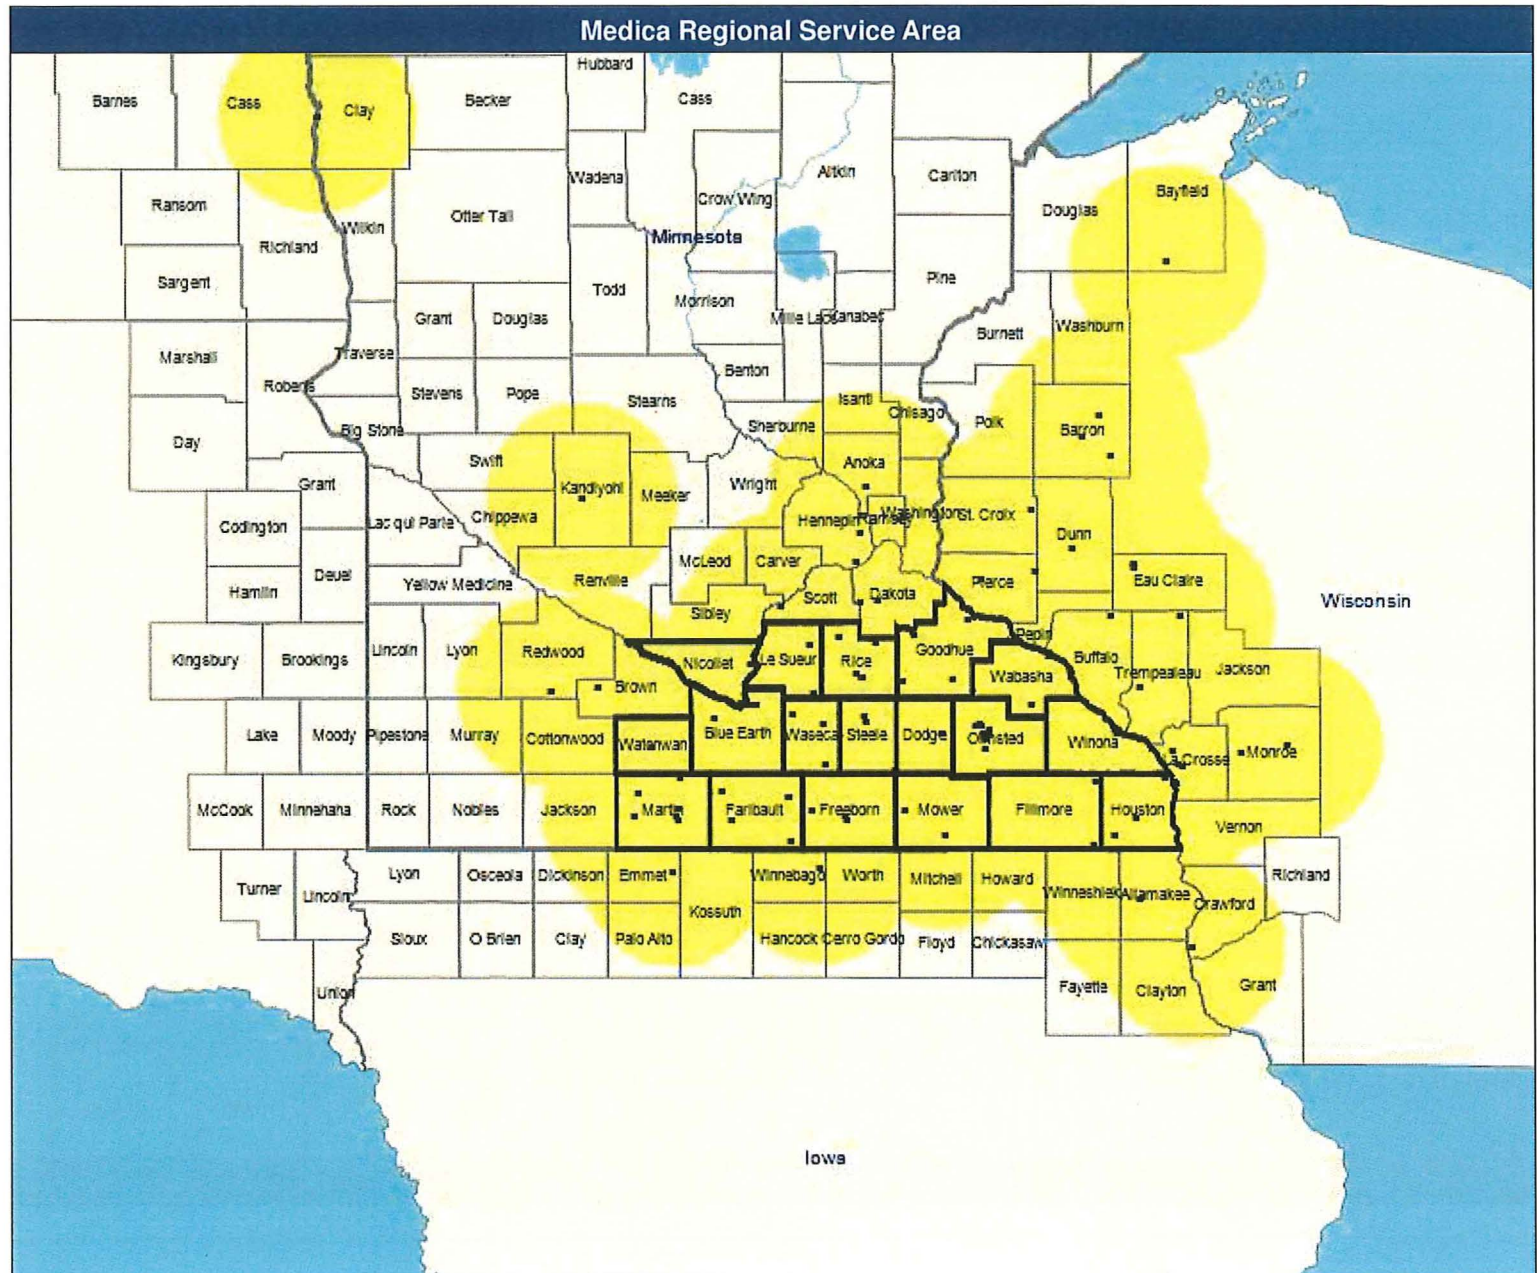 Medica Regional Service Area
Hubbard
Barnes
Cass
Clay
Becker
Cass
Wadena
Aitkin
Carlton
Bayfield
Ransom
Wilkin
Otter Tail
Crow Wing
Douglas
Richland
Minnesota
Sargent
Todd
Pine
Morrison
Grant
Douglas
Mille Lacs
Kanabec
Burnett
Washburn
Marshall
Traverse
Benton
Roberts
Stevens
Pope
Stearns
Isanti
Chisago
Polk
Barron
Day
Big Stone
Sherburne
Swift
Anoka
Grant
Kandiyohi
Meeker
Wright
Codington
Lac qui Parle
Chippewa
Hennepin
Ramsey
Washington
St. Croix
Dunn
Deuel
McLeod
Carver
Hamlin
Yellow Medicine
Renville
Scott
Dakota
Pierce
Eau Claire
Sibley
Wisconsin
Pepin
Kingsbury
Brookings
Lincoln
Lyon
Redwood
Nicollet
Le Sueur
Rice
Goodhue
Wabasha
Buffalo
Trempealeau
Jackson
Brown
Lake
Moody
Pipestone
Murray
Cottonwood
Watonwan
Blue Earth
Waseca
Steele
Dodge
Olmsted
Winona
La Crosse
Monroe
McCook
Minnehaha
Rock
Nobles
Jackson
Martin
Faribault
Freeborn
Mower
Fillmore
Houston
Vernon
Turner
Lincoln
Lyon
Osceola
Dickinson
Emmet
Kossuth
Winnebago
Worth
Mitchell
Howard
Winneshiek
Allamakee
Crawford
Richland
Sioux
O Brien
Clay
Palo Alto
Hancock
Cerro Gordo
Floyd
Chickasaw
Union
Fayette
Clayton
Grant
Iowa